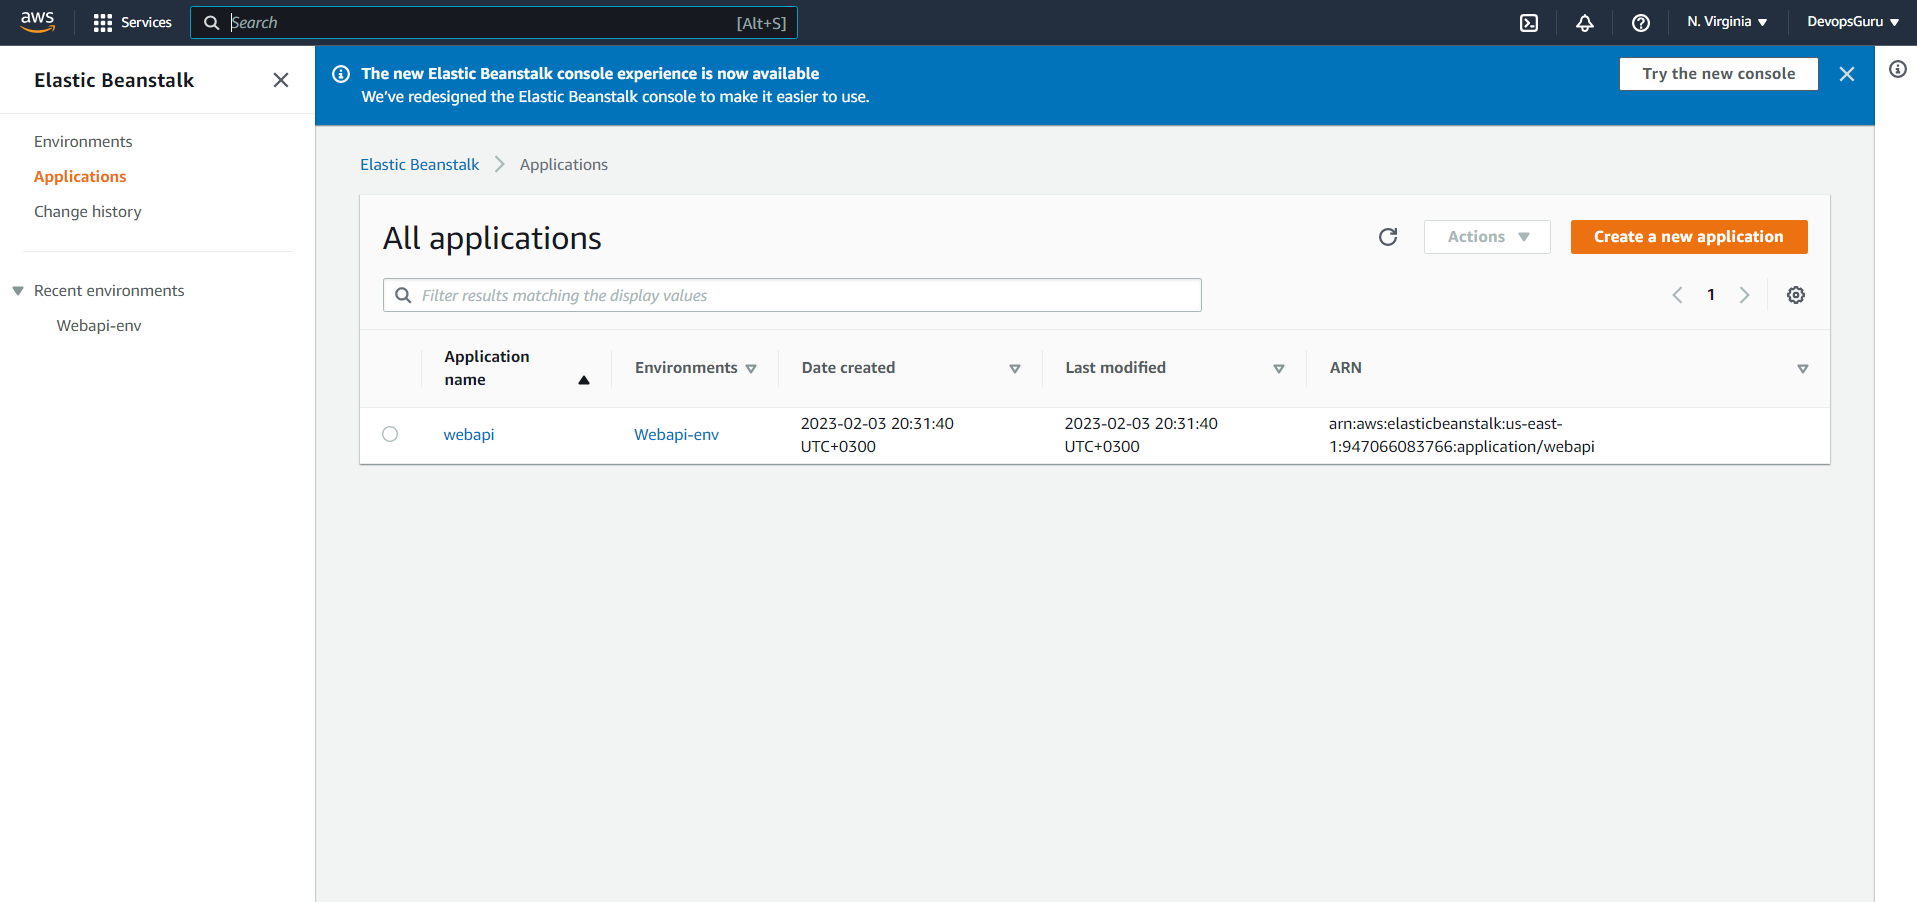 aws
Services
Search
[Alt+S]
N. Virginia
DevopsGuru
Elastic Beanstalk
Environments
Applications
Change history
Recent environments
Webapi-env
The new Elastic Beanstalk console experience is now available
We've redesigned the Elastic Beanstalk console to make it easier to use.
Try the new console
Elastic Beanstalk
Applications
All applications
Actions
Create a new application
Filter results matching the display values
1
Application
name
Environments
Date created
Last modified
ARN
webapi
Webapi-env
2023-02-03 20:31:40
UTC+0300
2023-02-03 20:31:40
UTC+0300
arn:aws:elasticbeanstalk:us-east-
1:947066083766:application/webapi